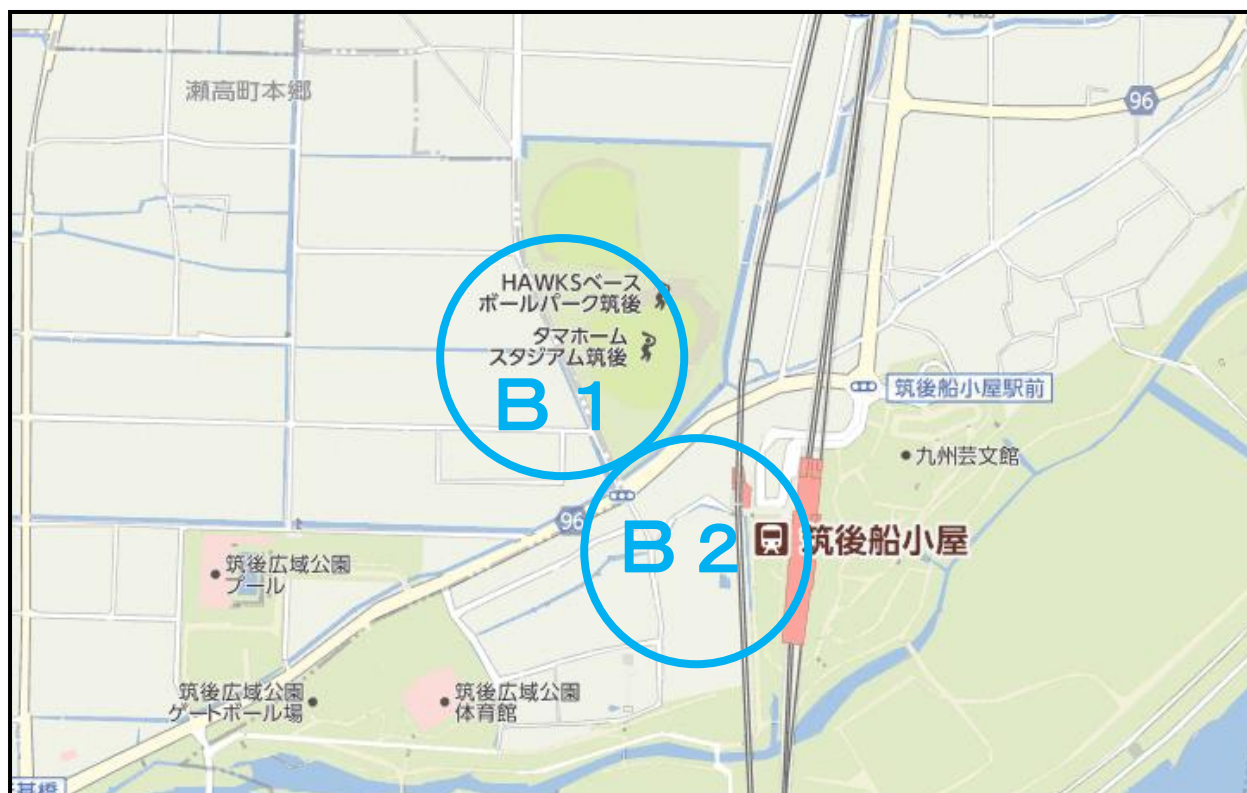 96
瀬高町本郷
HAWKSベース
ボールパーク筑後
タマホーム
スタジアム筑後
B1
筑後船小屋駅前
九州芸文館
96
B2
筑後船小屋
筑後広域公園
プール
筑後広域公園
ゲートボール場
筑後広域公園
体育館